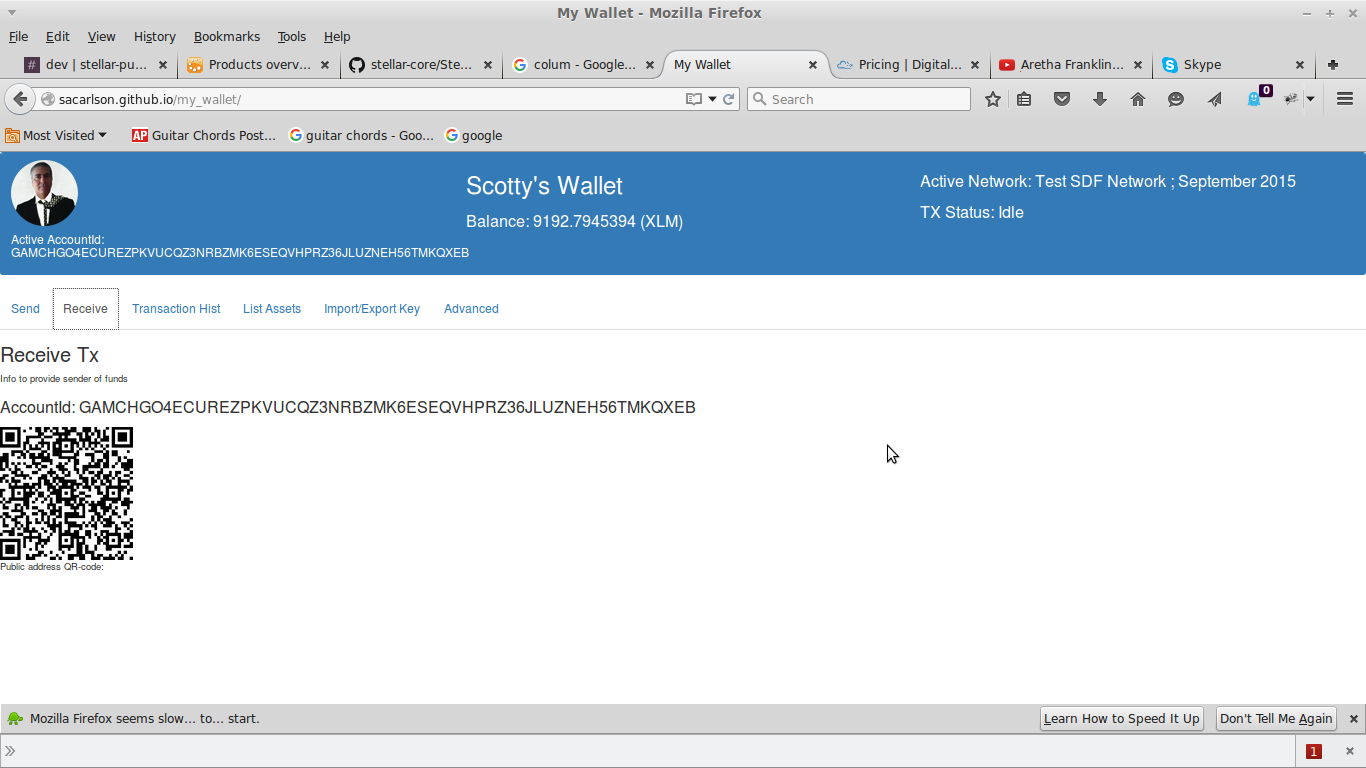 My Wallet - Mozilla Firefox
File Edit View History Bookmarks Tools Help
# dev | stellar-pu... Products overv... stellar-core/Ste... colum - Google... My Wallet Pricing | Digital... Aretha Franklin... Skype
sacarlson.github.io/my_wallet/ Search 0
Most Visited AP Guitar Chords Post... guitar chords - Goo... google
Scotty's Wallet
Balance: 9192.7945394 (XLM)
Active Network: Test SDF Network ; September 2015
TX Status: Idle
Active AccountId:
GAMCHGO4ECUREZPKVUCQZ3NRBZMK6ESEQVHPRZ36JLUZNEH56TMKQXEB
Send Receive Transaction Hist List Assets Import/Export Key Advanced
Receive Tx
Info to provide sender of funds
AccountId: GAMCHGO4ECUREZPKVUCQZ3NRBZMK6ESEQVHPRZ36JLUZNEH56TMKQXEB
Public address QR-code:
Mozilla Firefox seems slow... to... start. Learn How to Speed It Up Don't Tell Me Again
1